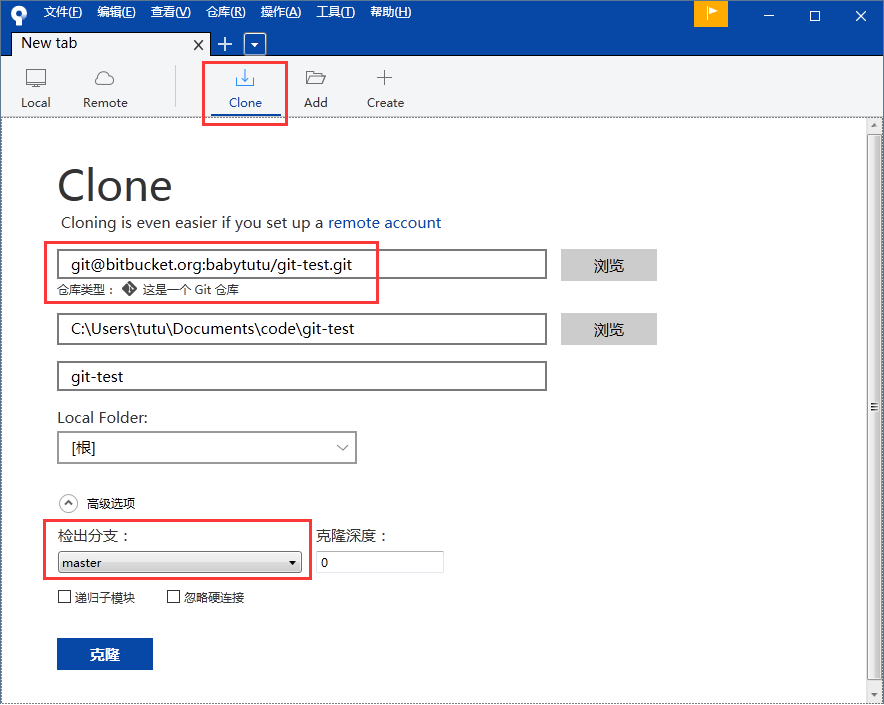 文件(F) 编辑(E) 查看(V) 仓库(R) 操作(A) 工具(T) 帮助(H)
New tab
Local Remote Clone Add Create
Clone
Cloning is even easier if you set up a remote account
git@bitbucket.org:babytutu/git-test.git 浏览
仓库类型： 这是一个 Git 仓库
C:\Users\tutu\Documents\code\git-test 浏览
git-test
Local Folder:
[根]
高级选项
检出分支： 克隆深度：
master 0
递归子模块 忽略硬连接
克隆